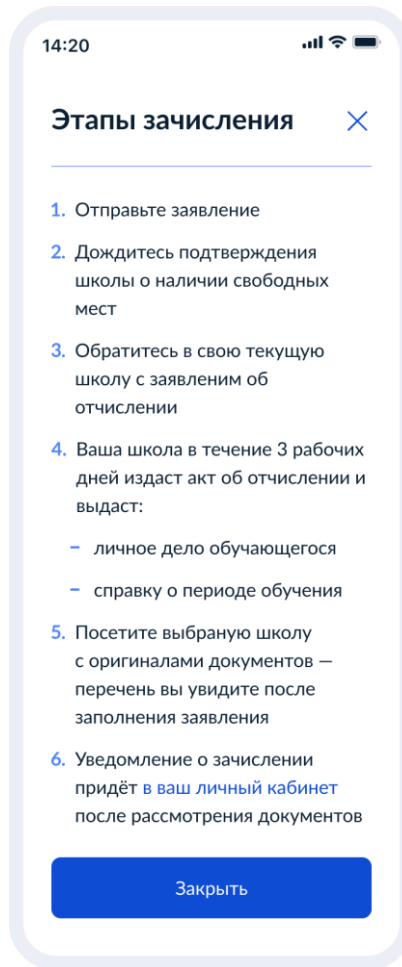 14:20
Этапы зачисления
1. Отправьте заявление
2. Дождитесь подтверждения
школы о наличии свободных
мест
3. Обратитесь в свою текущую
школу с заявленим об
отчислении
4. Ваша школа в течение 3 рабочих
дней издаст акт об отчислении и
выдаст:
– личное дело обучающегося
– справку о периоде обучения
5. Посетите выбраную школу
с оригиналами документов —
перечень вы увидите после
заполнения заявления
6. Уведомление о зачислении
придёт в ваш личный кабинет
после рассмотрения документов
Закрыть